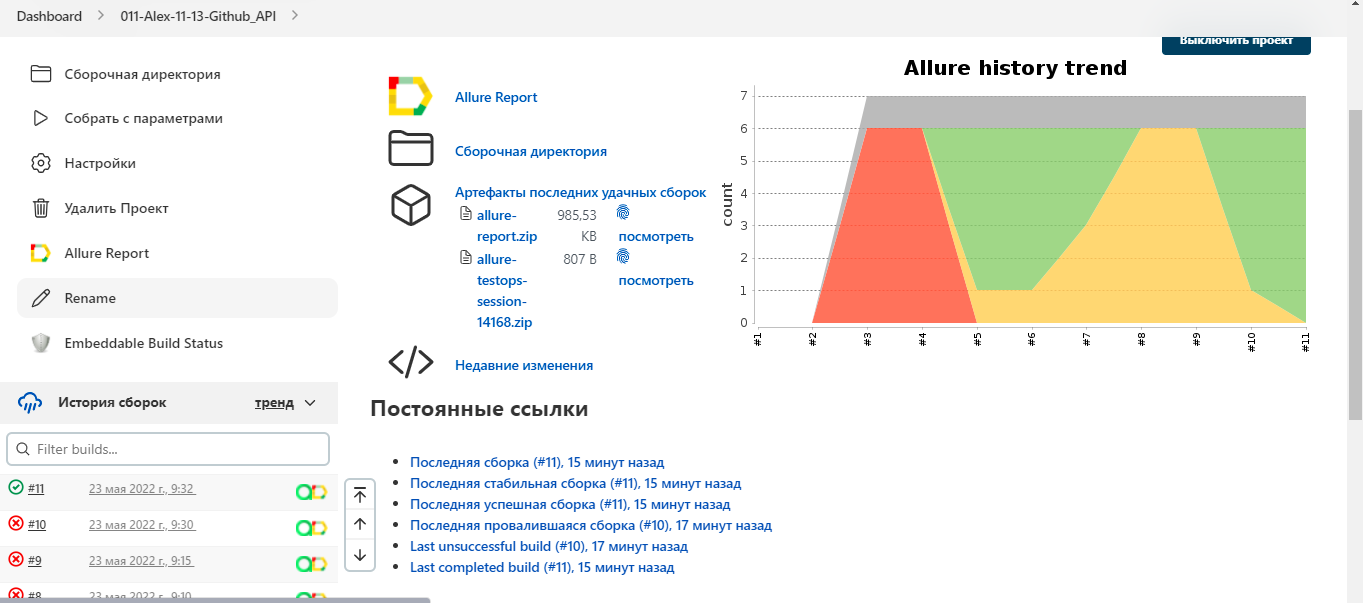 Dashboard
011-Alex-11-13-Github_API
Выключить проект
Сборочная директория
Собрать с параметрами
Настройки
Удалить Проект
Allure Report
Rename
Embeddable Build Status
История сборок
тренд
Filter builds...
#11
23 мая 2022 г., 9:32
#10
23 мая 2022 г., 9:30
#9
23 мая 2022 г., 9:15
#8
23 мая 2022 г., 9:10
Allure Report
Сборочная директория
Артефакты последних удачных сборок
allure-
report.zip
985,53
KB
посмотреть
allure-
testops-
session-
14168.zip
807 B
посмотреть
Недавние изменения
Allure history trend
count
7
6
5
4
3
2
1
0
#1
#2
#3
#4
#5
#6
#7
#8
#9
#10
#11
Постоянные ссылки
Последняя сборка (#11), 15 минут назад
Последняя стабильная сборка (#11), 15 минут назад
Последняя успешная сборка (#11), 15 минут назад
Последняя провалившаяся сборка (#10), 17 минут назад
Last unsuccessful build (#10), 17 минут назад
Last completed build (#11), 15 минут назад